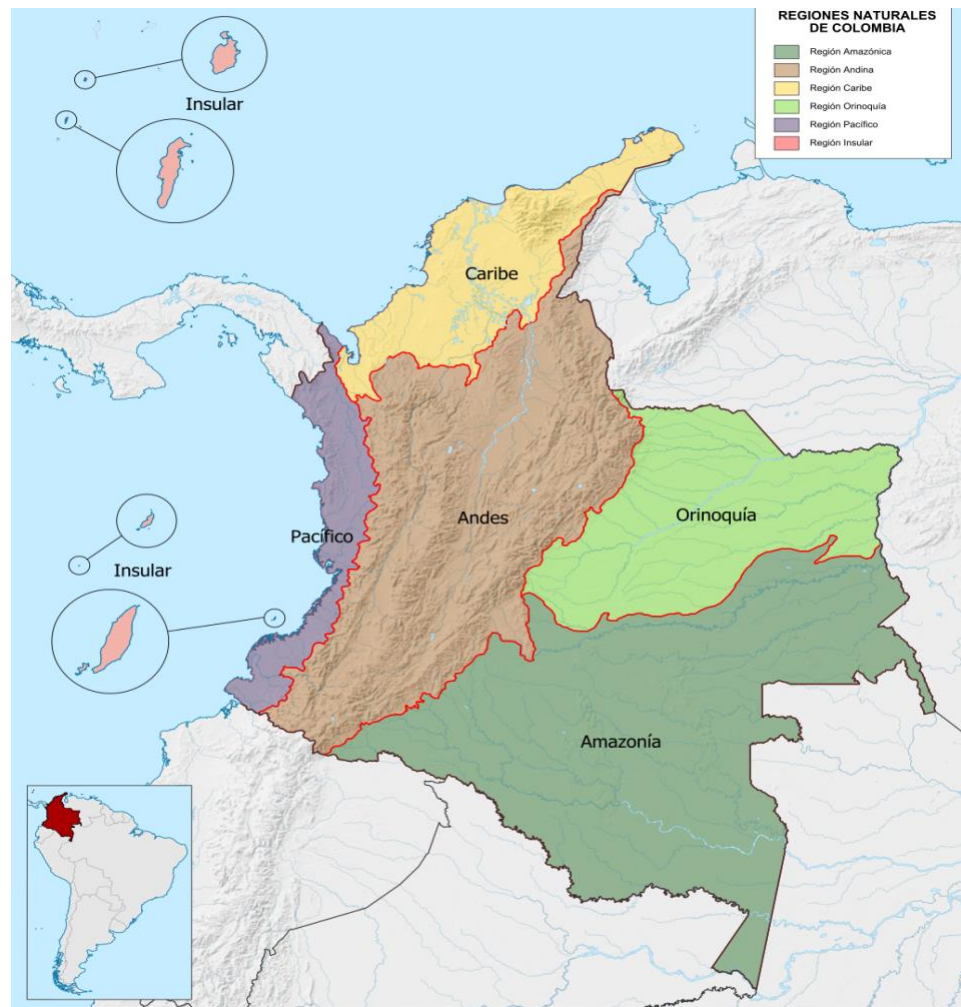 REGIONES NATURALES
DE COLOMBIA
Región Amazónica
Región Andina
Región Caribe
Región Orinoquía
Región Pacífico
Región Insular
Insular
Caribe
Pacífico
Andes
Orinoquía
Insular
Amazonía